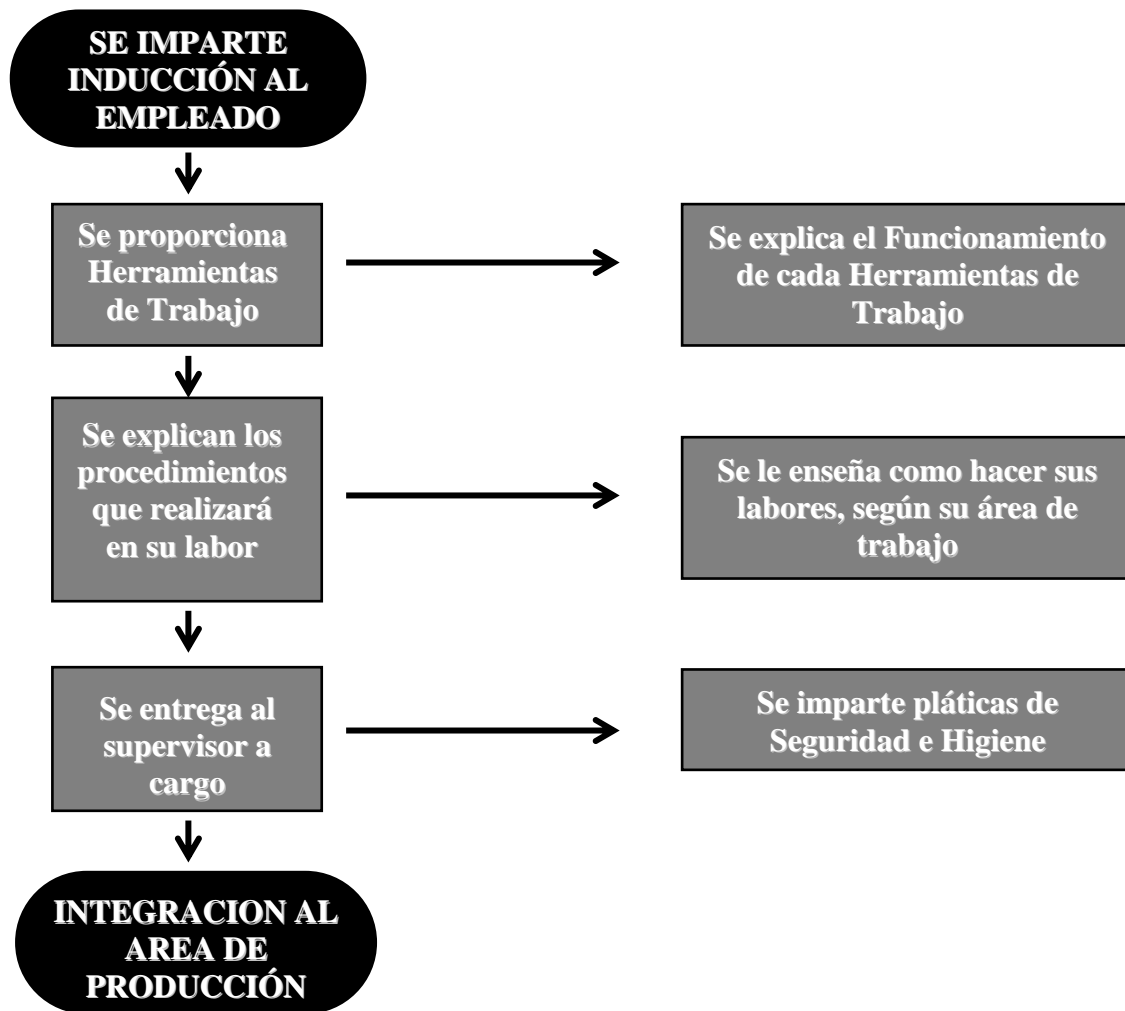 SE IMPARTE
INDUCCIÓN AL
EMPLEADO
Se proporciona
Herramientas
de Trabajo
Se explica el Funcionamiento
de cada Herramientas de
Trabajo
Se explican los
procedimientos
que realizará
en su labor
Se le enseña como hacer sus
labores, según su área de
trabajo
Se entrega al
supervisor a
cargo
Se imparte pláticas de
Seguridad e Higiene
INTEGRACION AL
AREA DE
PRODUCCIÓN